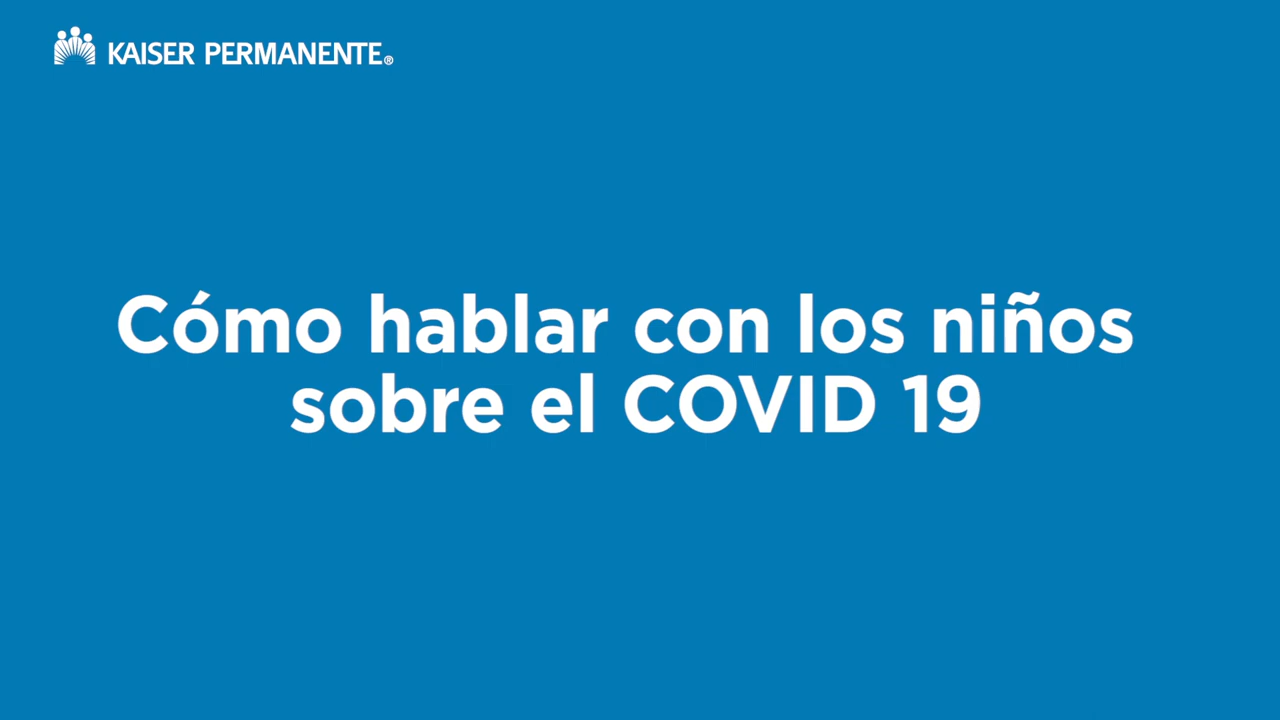 KAISER PERMANENTE®
Cómo hablar con los niños
sobre el COVID 19